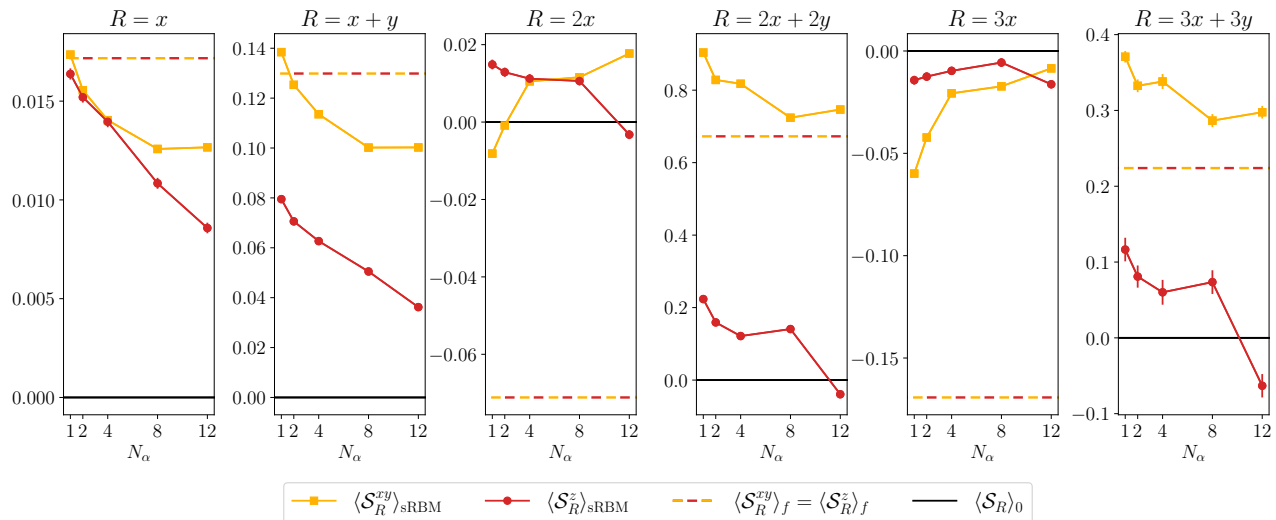 R = x
R = x + y
R = 2x
R = 2x + 2y
R = 3x
R = 3x + 3y
0.015
0.010
0.005
0.000
0.14
0.12
0.10
0.08
0.06
0.04
0.02
0.00
0.02
0.00
−0.02
−0.04
−0.06
0.8
0.6
0.4
0.2
0.0
0.00
−0.05
−0.10
−0.15
0.4
0.3
0.2
0.1
0.0
−0.1
1 2 4 8 12
1 2 4 8 12
1 2 4 8 12
1 2 4 8 12
1 2 4 8 12
1 2 4 8 12
N_α
N_α
N_α
N_α
N_α
N_α
⟨𝒮_R^{xy}⟩_{sRBM} ⟨𝒮_R^z⟩_{sRBM} ⟨𝒮_R^{xy}⟩_f = ⟨𝒮_R^z⟩_f ⟨𝒮_R⟩_0